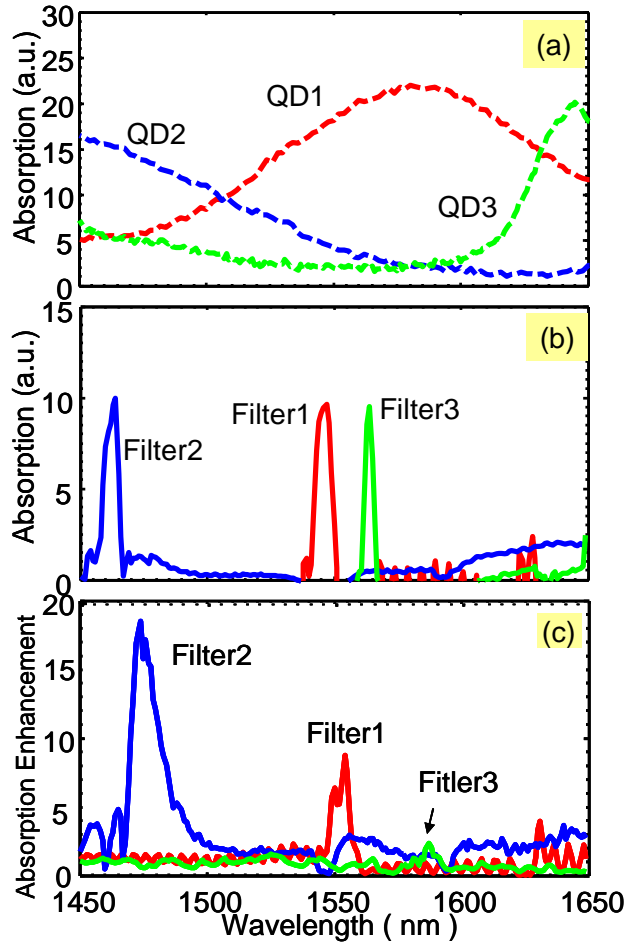 30
25
20
15
10
5
0
Absorption (a.u.)
(a)
QD1
QD2
QD3
15
10
5
0
Absorption (a.u.)
(b)
Filter2
Filter1
Filter3
20
15
10
5
0
Absorption Enhancement
(c)
Filter2
Filter1
Fitler3
1450
1500
1550
1600
1650
Wavelength ( nm )